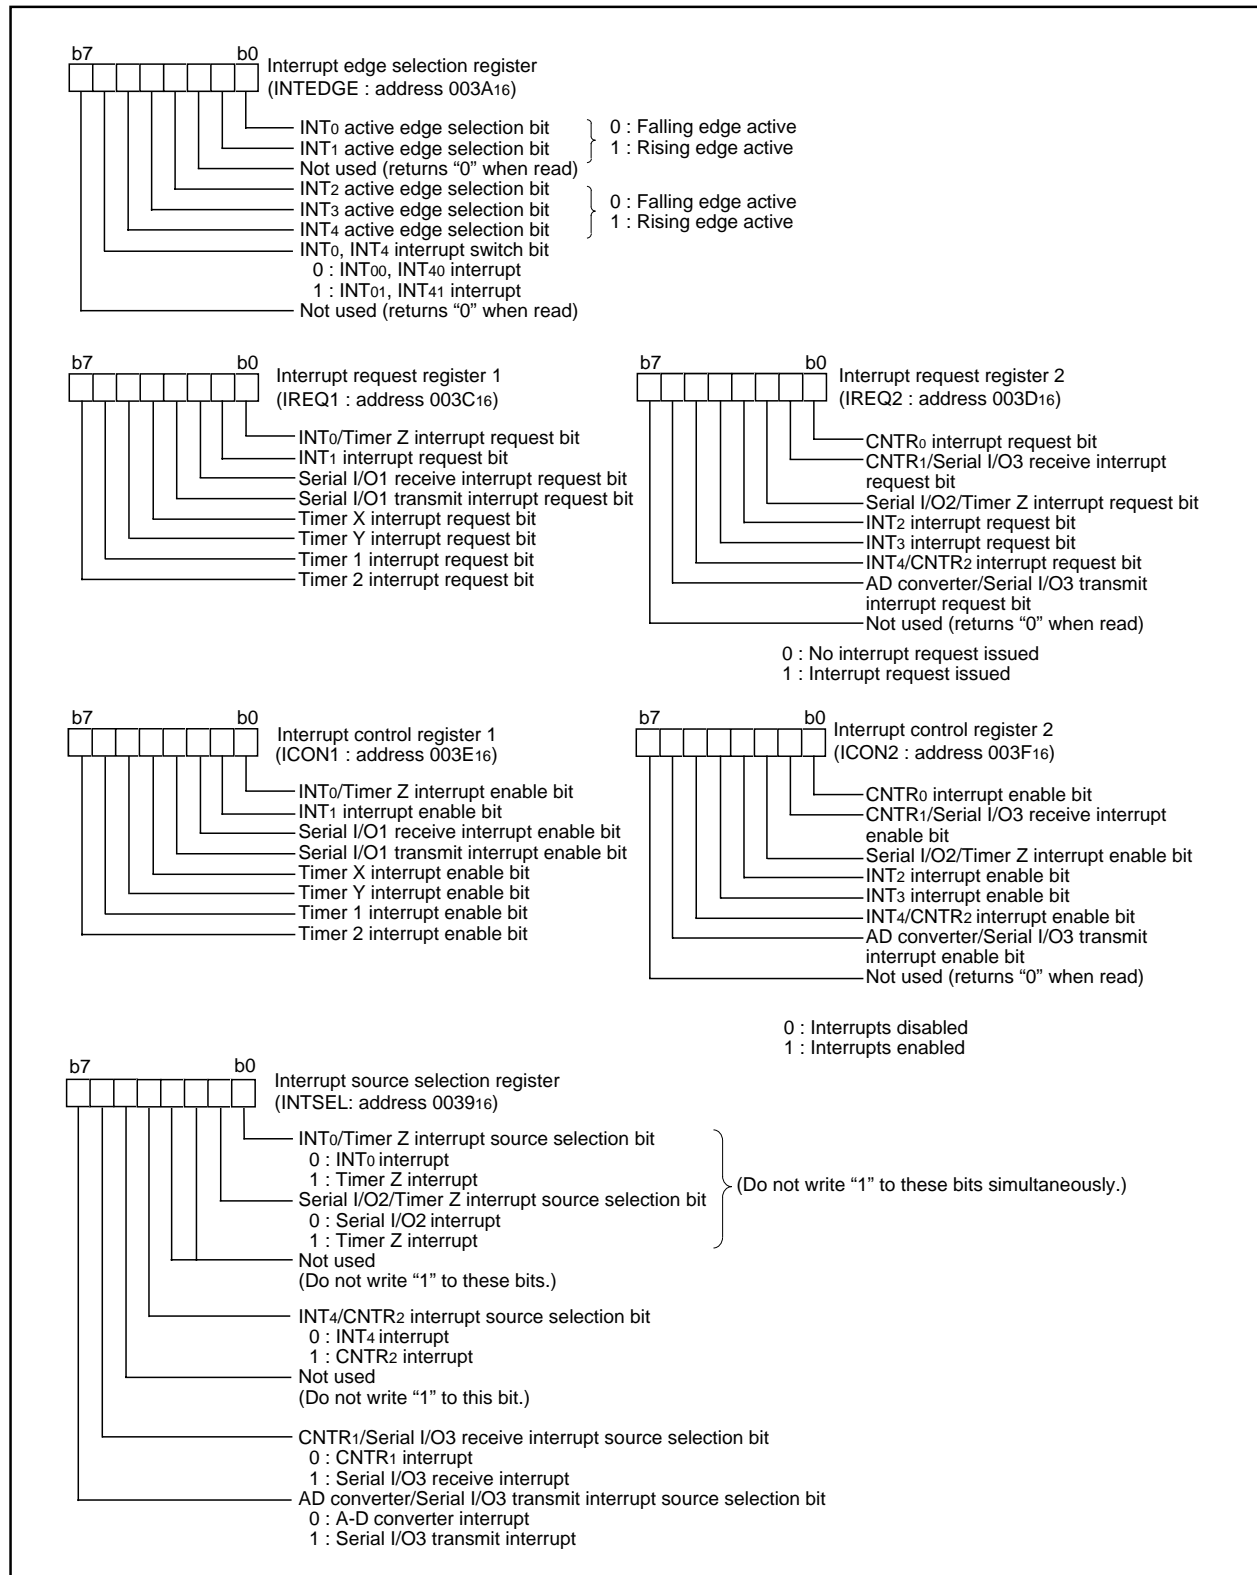 b7 b0
Interrupt edge selection register
(INTEDGE : address 003A16)
INT0 active edge selection bit
INT1 active edge selection bit
0 : Falling edge active
1 : Rising edge active
Not used (returns “0” when read)
INT2 active edge selection bit
INT3 active edge selection bit
INT4 active edge selection bit
0 : Falling edge active
1 : Rising edge active
INT0, INT4 interrupt switch bit
0 : INT00, INT40 interrupt
1 : INT01, INT41 interrupt
Not used (returns “0” when read)
b7 b0
Interrupt request register 1
(IREQ1 : address 003C16)
INT0/Timer Z interrupt request bit
INT1 interrupt request bit
Serial I/O1 receive interrupt request bit
Serial I/O1 transmit interrupt request bit
Timer X interrupt request bit
Timer Y interrupt request bit
Timer 1 interrupt request bit
Timer 2 interrupt request bit
b7 b0
Interrupt request register 2
(IREQ2 : address 003D16)
CNTR0 interrupt request bit
CNTR1/Serial I/O3 receive interrupt
request bit
Serial I/O2/Timer Z interrupt request bit
INT2 interrupt request bit
INT3 interrupt request bit
INT4/CNTR2 interrupt request bit
AD converter/Serial I/O3 transmit
interrupt request bit
Not used (returns “0” when read)
0 : No interrupt request issued
1 : Interrupt request issued
b7 b0
Interrupt control register 1
(ICON1 : address 003E16)
INT0/Timer Z interrupt enable bit
INT1 interrupt enable bit
Serial I/O1 receive interrupt enable bit
Serial I/O1 transmit interrupt enable bit
Timer X interrupt enable bit
Timer Y interrupt enable bit
Timer 1 interrupt enable bit
Timer 2 interrupt enable bit
b7 b0
Interrupt control register 2
(ICON2 : address 003F16)
CNTR0 interrupt enable bit
CNTR1/Serial I/O3 receive interrupt
enable bit
Serial I/O2/Timer Z interrupt enable bit
INT2 interrupt enable bit
INT3 interrupt enable bit
INT4/CNTR2 interrupt enable bit
AD converter/Serial I/O3 transmit
interrupt enable bit
Not used (returns “0” when read)
0 : Interrupts disabled
1 : Interrupts enabled
b7 b0
Interrupt source selection register
(INTSEL: address 003916)
INT0/Timer Z interrupt source selection bit
0 : INT0 interrupt
1 : Timer Z interrupt
Serial I/O2/Timer Z interrupt source selection bit
0 : Serial I/O2 interrupt
1 : Timer Z interrupt
(Do not write “1” to these bits simultaneously.)
Not used
(Do not write “1” to these bits.)
INT4/CNTR2 interrupt source selection bit
0 : INT4 interrupt
1 : CNTR2 interrupt
Not used
(Do not write “1” to this bit.)
CNTR1/Serial I/O3 receive interrupt source selection bit
0 : CNTR1 interrupt
1 : Serial I/O3 receive interrupt
AD converter/Serial I/O3 transmit interrupt source selection bit
0 : A-D converter interrupt
1 : Serial I/O3 transmit interrupt